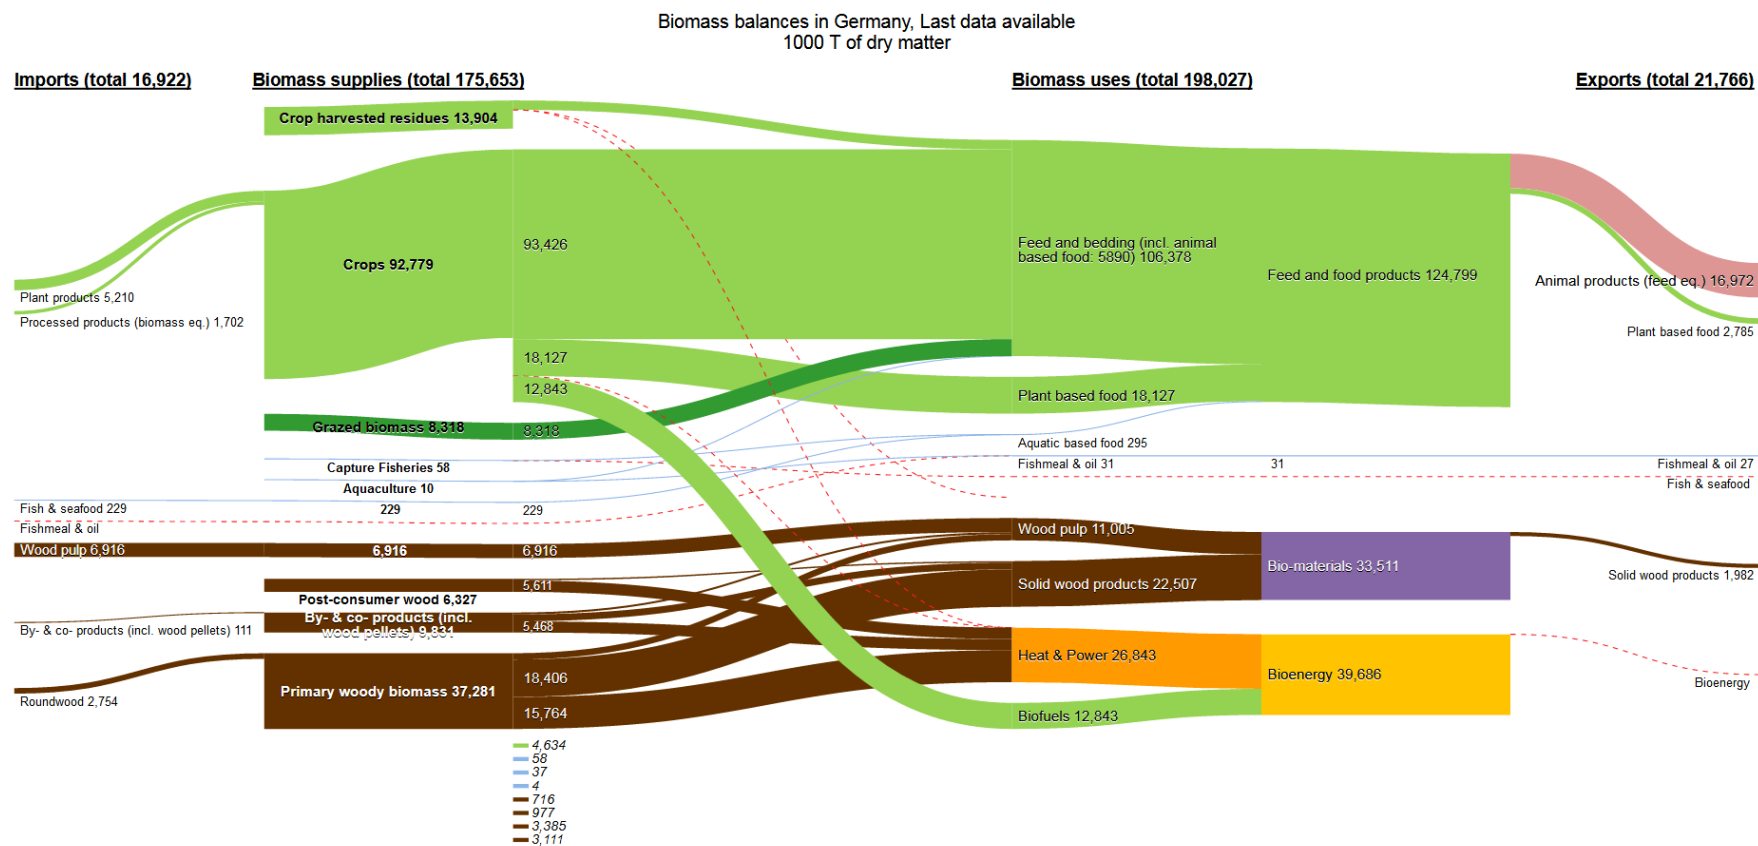 Biomass balances in Germany, Last data available
1000 T of dry matter
Imports (total 16,922)
Biomass supplies (total 175,653)
Biomass uses (total 198,027)
Exports (total 21,766)
Crop harvested residues 13,904
93,426
Feed and bedding (incl. animal
based food: 5890) 106,378
Crops 92,779
Feed and food products 124,799
Animal products (feed eq.) 16,972
Plant products 5,210
Processed products (biomass eq.) 1,702
Plant based food 2,785
18,127
12,843
Plant based food 18,127
Grazed biomass 8,318
8,318
Aquatic based food 295
Capture Fisheries 58
Fishmeal & oil 31
31
Fishmeal & oil 27
Fish & seafood
Aquaculture 10
Fish & seafood 229
229
229
Fishmeal & oil
Wood pulp 6,916
6,916
6,916
Wood pulp 11,005
Bio-materials 33,511
Solid wood products 1,982
5,611
Solid wood products 22,507
Post-consumer wood 6,327
By- & co- products (incl.
wood pellets) 9,831
5,468
By- & co- products (incl. wood pellets) 111
Heat & Power 26,843
Bioenergy 39,686
Bioenergy
18,406
Primary woody biomass 37,281
Roundwood 2,754
15,764
Biofuels 12,843
4,634
58
37
4
716
977
3,385
3,111